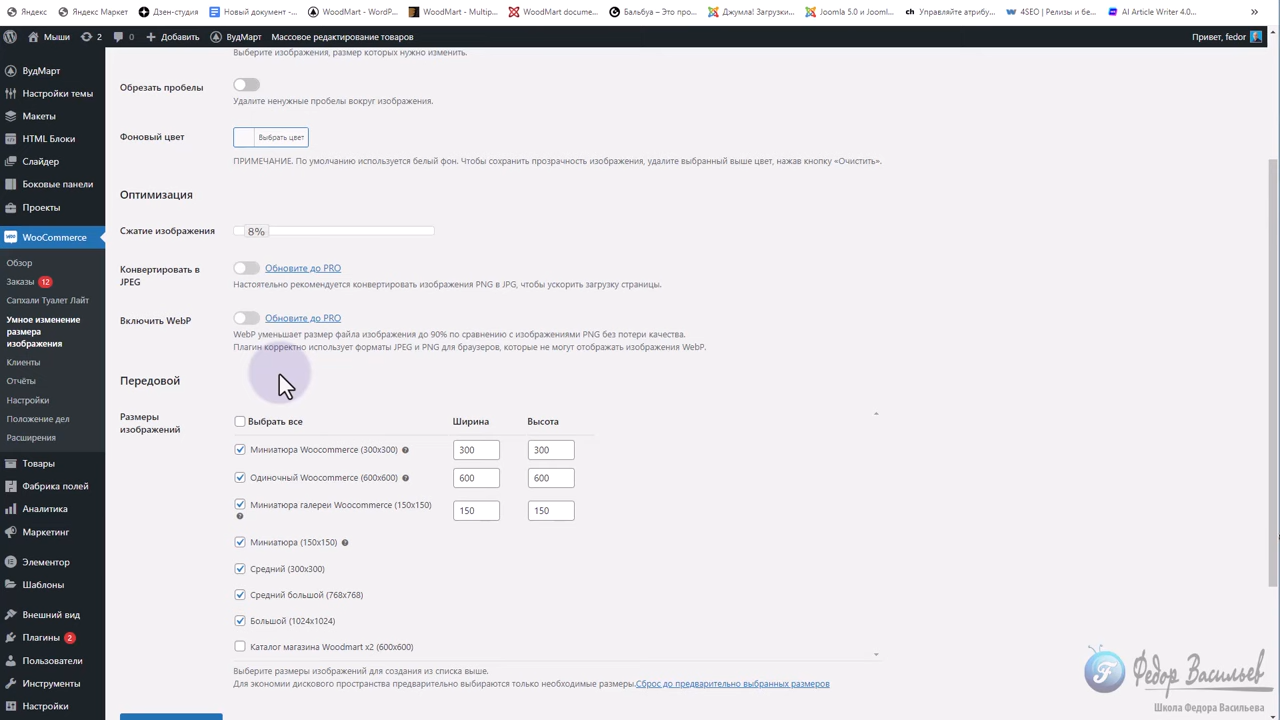 Яндекс
Яндекс Маркет
Дзен-студия
Новый документ -...
WoodMart – WordP...
WoodMart - Multip...
WoodMart docume...
Бальбуа – Это про...
Джумла! Загрузки...
Joomla 5.0 и Jooml...
ch Управляйте атрибу...
4SEO | Релизы и бе...
AI Article Writer 4.0...
Мыши
2
0
Добавить
ВудМарт
Массовое редактирование товаров
Привет, fedor
ВудМарт
Настройки темы
Макеты
HTML Блоки
Слайдер
Боковые панели
Проекты
WooCommerce
Обзор
Заказы 12
Сапхали Туалет Лайт
Умное изменение
размера
изображения
Клиенты
Отчёты
Настройки
Положение дел
Расширения
Товары
Фабрика полей
Аналитика
Маркетинг
Элементор
Шаблоны
Внешний вид
Плагины 2
Пользователи
Инструменты
Настройки
Выберите изображения, размер которых нужно изменить.
Обрезать пробелы
Удалите ненужные пробелы вокруг изображения.
Фоновый цвет
Выбрать цвет
ПРИМЕЧАНИЕ. По умолчанию используется белый фон. Чтобы сохранить прозрачность изображения, удалите выбранный выше цвет, нажав кнопку «Очистить».
Оптимизация
Сжатие изображения
8%
Конвертировать в
JPEG
Обновите до PRO
Настоятельно рекомендуется конвертировать изображения PNG в JPG, чтобы ускорить загрузку страницы.
Включить WebP
Обновите до PRO
WebP уменьшает размер файла изображения до 90% по сравнению с изображениями PNG без потери качества.
Плагин корректно использует форматы JPEG и PNG для браузеров, которые не могут отображать изображения WebP.
Передовой
Размеры
изображений
Выбрать все Ширина Высота
Миниатюра Woocommerce (300x300) 300 300
Одиночный Woocommerce (600x600) 600 600
Миниатюра галереи Woocommerce (150x150) 150 150
Миниатюра (150x150)
Средний (300x300)
Средний большой (768x768)
Большой (1024x1024)
Каталог магазина Woodmart x2 (600x600)
Выберите размеры изображений для создания из списка выше.
Для экономии дискового пространства предварительно выбираются только необходимые размеры.Сброс до предварительно выбранных размеров
Федор Васильев
Школа Федора Васильева